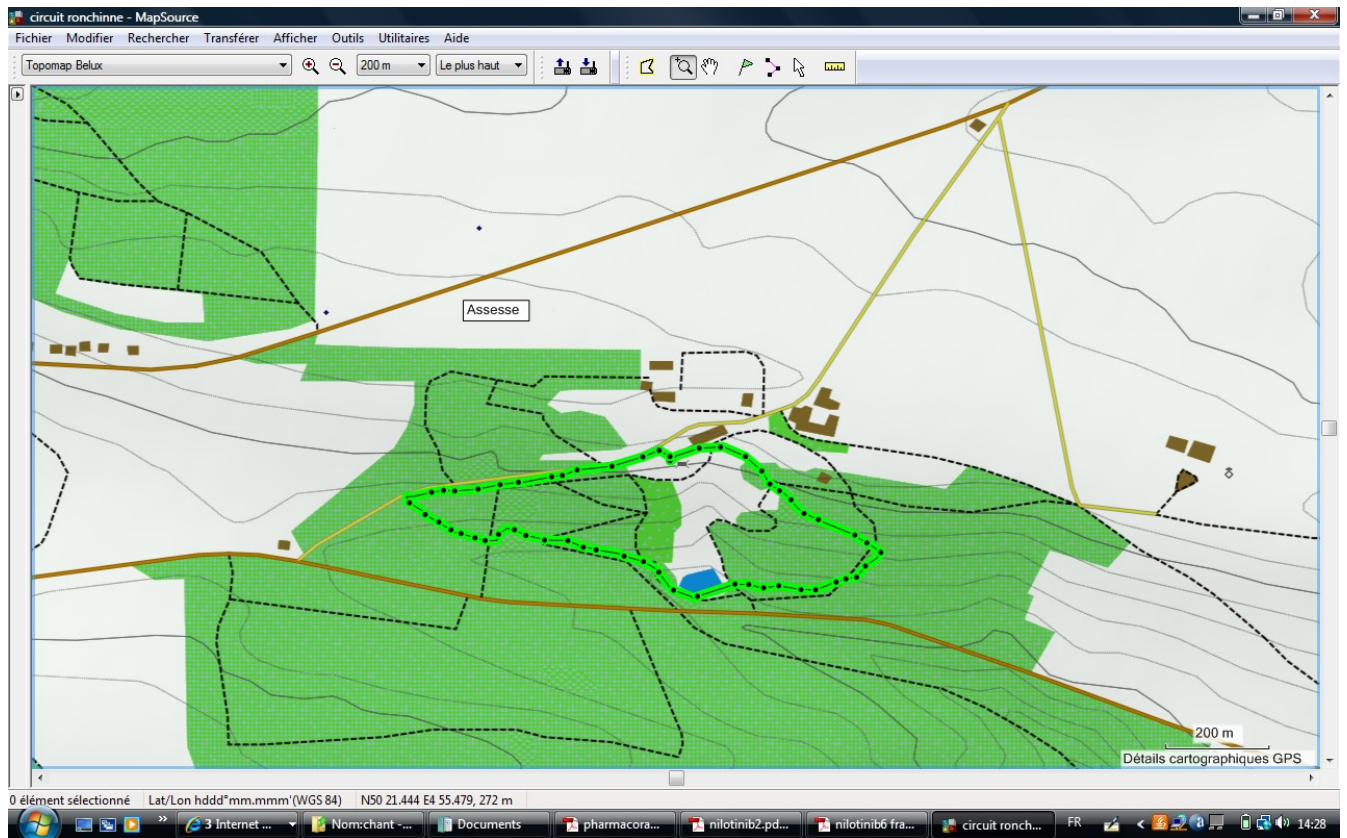 circuit ronchinne - MapSource
Fichier Modifier Rechercher Transférer Afficher Outils Utilitaires Aide
Topomap Belux 200 m Le plus haut
Assesse
200 m
Détails cartographiques GPS
0 élément sélectionné Lat/Lon hddd°mm.mmm'(WGS 84) N50 21.444 E4 55.479, 272 m
3 Internet ... Nom:chant -... Documents pharmacora... nilotinib2.pd... nilotinib6 fra... circuit ronch... FR 14:28